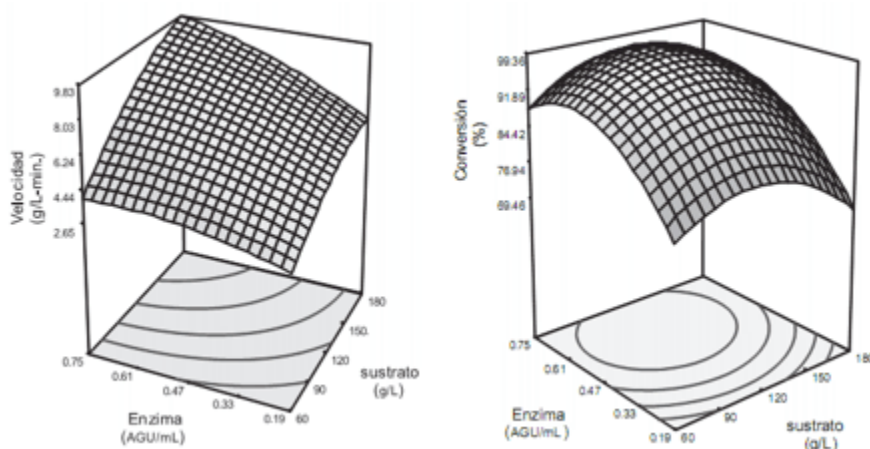 9.83
8.03
6.24
4.44
2.65
Velocidad
(g/L-min.)
0.75
0.61
0.47
0.33
0.19
Enzima
(AGU/mL)
60
90
120
150.
180
sustrato
(g/L)
99.36
91.89
84.42
76.94
69.46
Conversión
(%)
0.75
0.61
0.47
0.33
0.19
Enzima
(AGU/mL)
60
90
120
150
180
sustrato
(g/L)